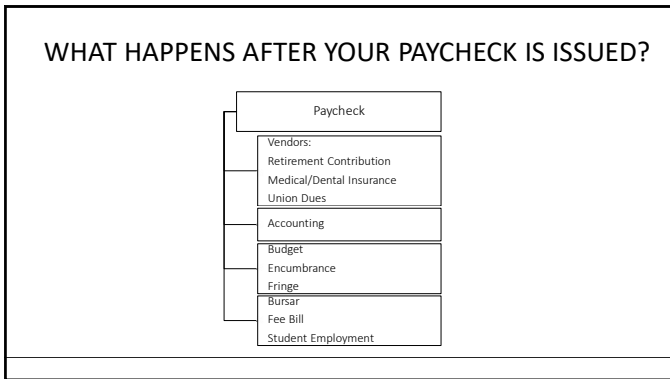 WHAT HAPPENS AFTER YOUR PAYCHECK IS ISSUED?
Paycheck
Vendors:
Retirement Contribution
Medical/Dental Insurance
Union Dues
Accounting
Budget
Encumbrance
Fringe
Bursar
Fee Bill
Student Employment